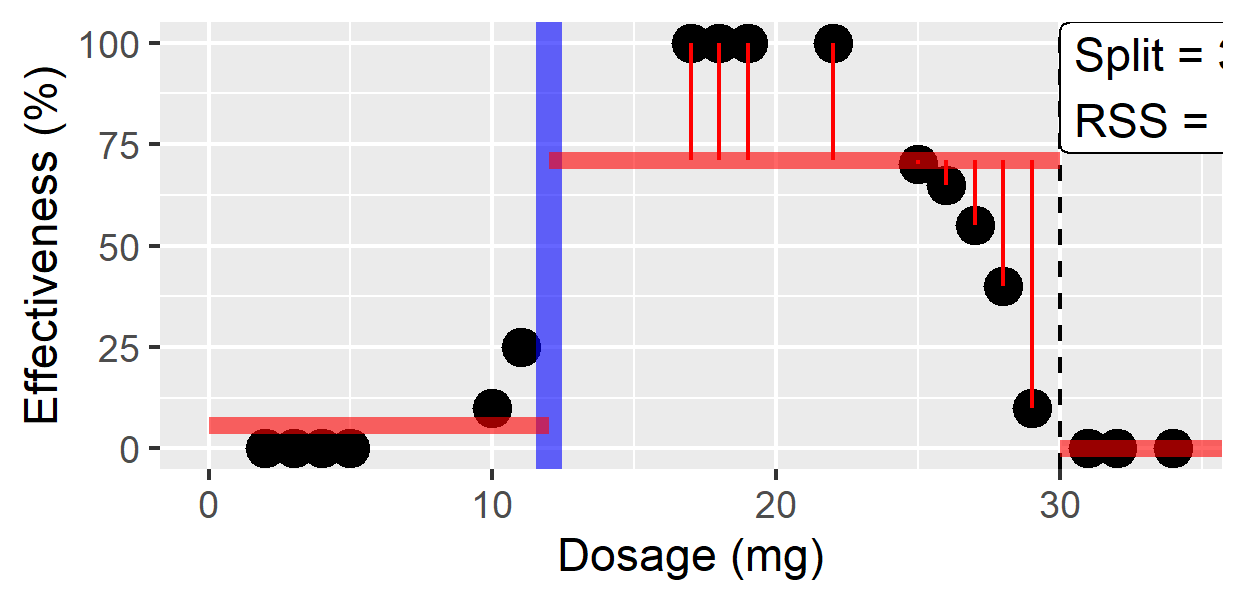 100
75
50
25
0
Effectiveness (%)
Split =
RSS =
0 10 20 30
Dosage (mg)